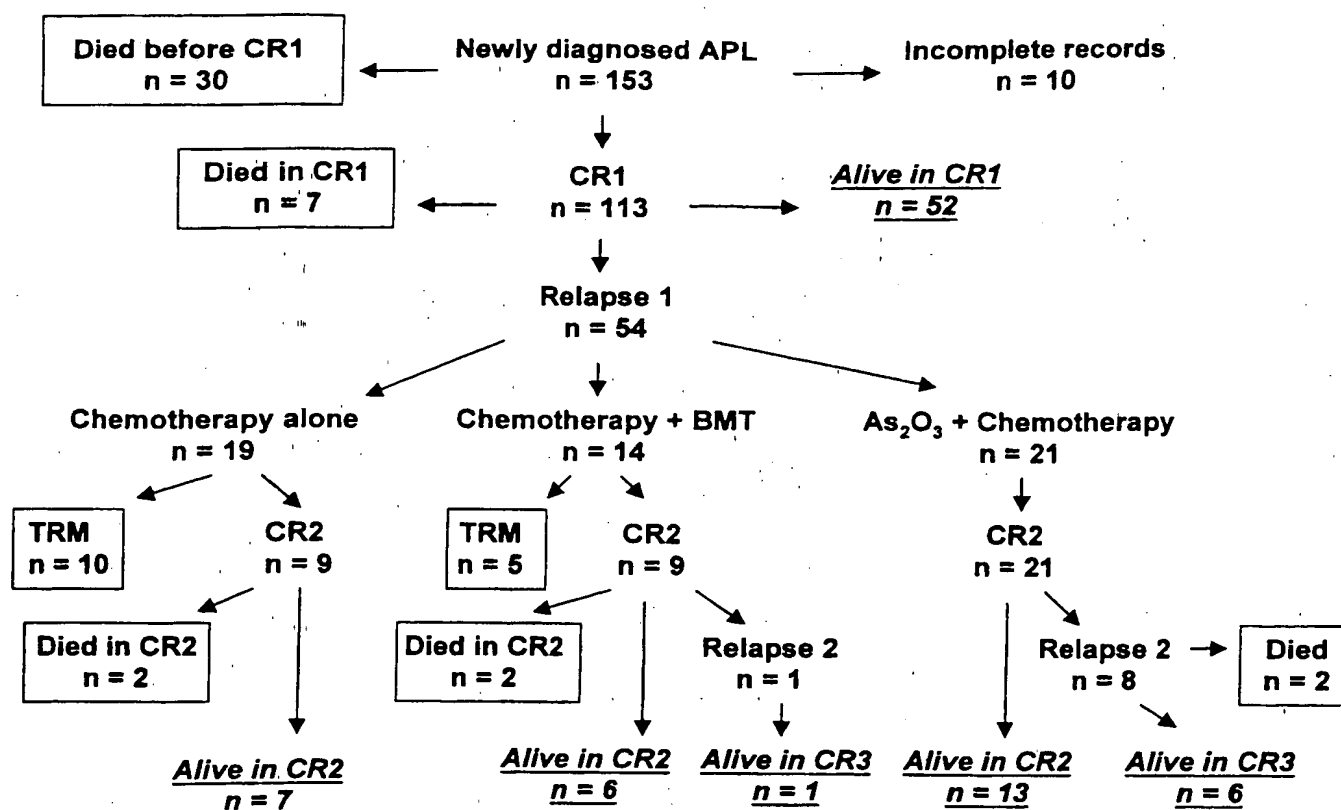 Died before CR1
n = 30
Newly diagnosed APL
n = 153
Incomplete records
n = 10
Died in CR1
n = 7
CR1
n = 113
Alive in CR1
n = 52
Relapse 1
n = 54
Chemotherapy alone
n = 19
Chemotherapy + BMT
n = 14
As₂O₃ + Chemotherapy
n = 21
TRM
n = 10
CR2
n = 9
TRM
n = 5
CR2
n = 9
CR2
n = 21
Died in CR2
n = 2
Died in CR2
n = 2
Relapse 2
n = 1
Relapse 2
n = 8
Died
n = 2
Alive in CR2
n = 7
Alive in CR2
n = 6
Alive in CR3
n = 1
Alive in CR2
n = 13
Alive in CR3
n = 6